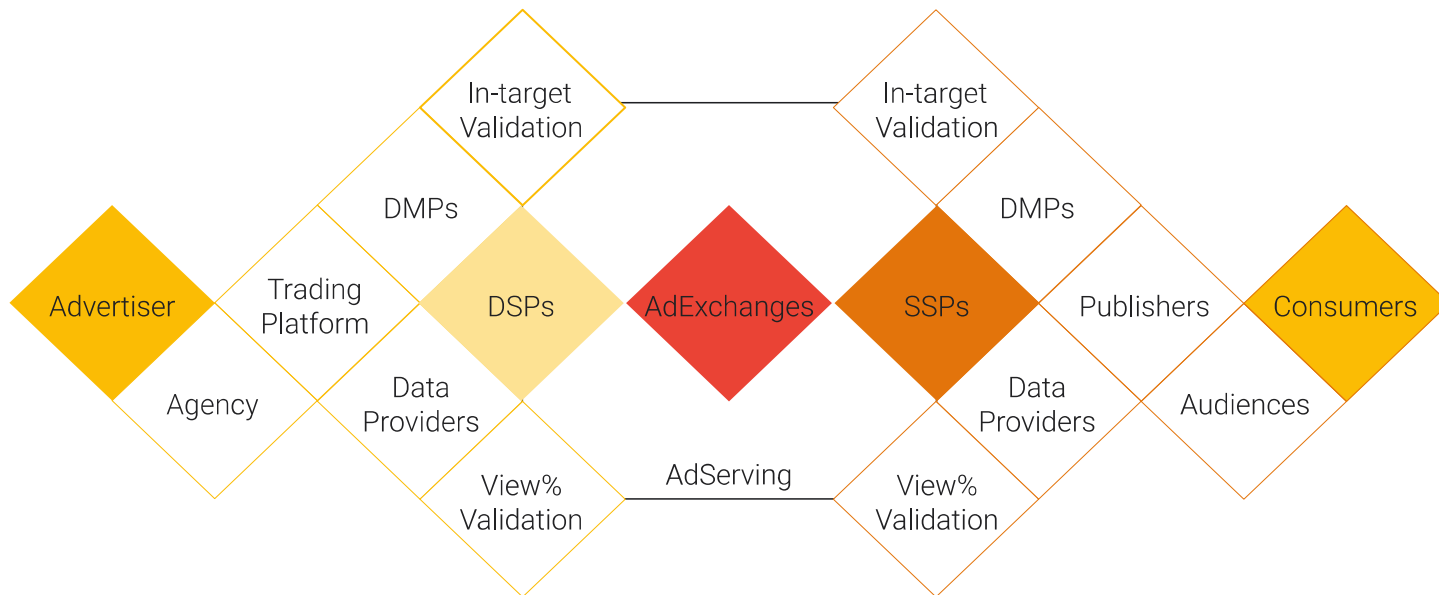 In-target
Validation
In-target
Validation
DMPs
DMPs
Advertiser
Trading
Platform
DSPs
AdExchanges
SSPs
Publishers
Consumers
Agency
Data
Providers
Data
Providers
Audiences
AdServing
View%
Validation
View%
Validation